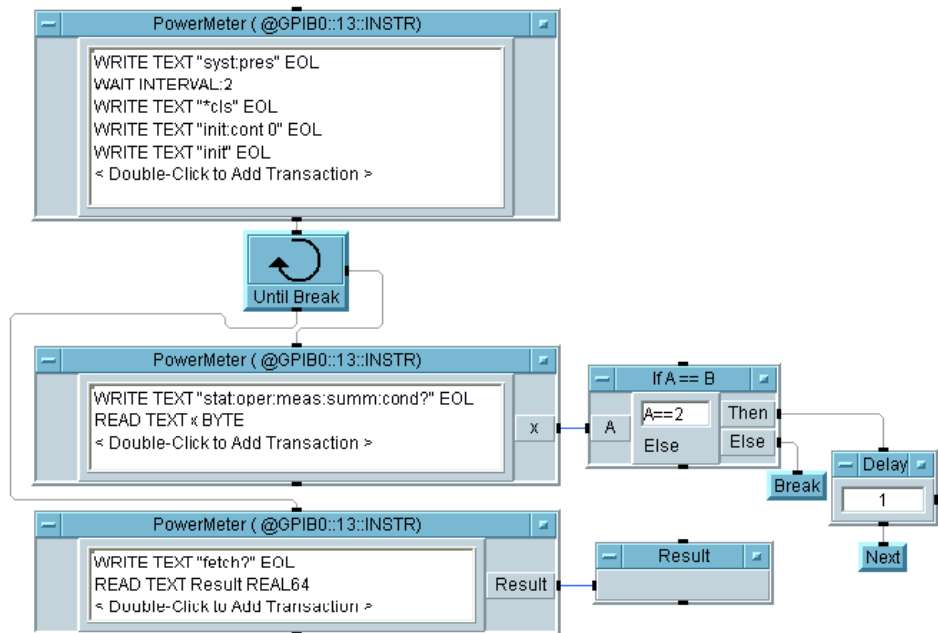 PowerMeter ( @GPIB0::13::INSTR)
WRITE TEXT "syst:pres" EOL
WAIT INTERVAL:2
WRITE TEXT "*cls" EOL
WRITE TEXT "init:cont 0" EOL
WRITE TEXT "init" EOL
< Double-Click to Add Transaction >
Until Break
PowerMeter ( @GPIB0::13::INSTR)
WRITE TEXT "stat:oper:meas:summ:cond?" EOL
READ TEXT x BYTE
< Double-Click to Add Transaction >
x
If A == B
A
A==2
Else
Then
Else
Break
Delay
1
Next
PowerMeter ( @GPIB0::13::INSTR)
WRITE TEXT "fetch?" EOL
READ TEXT Result REAL64
< Double-Click to Add Transaction >
Result
Result